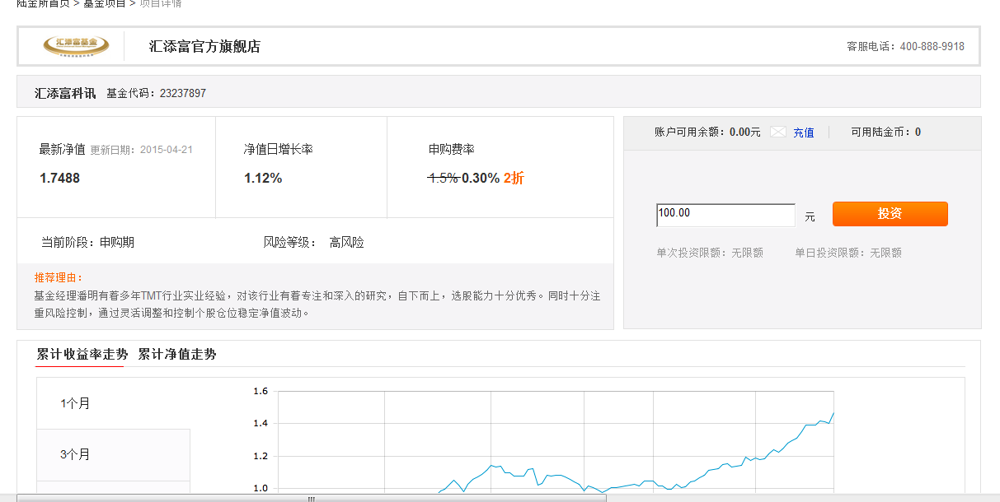 陆金所首页 > 基金项目 > 项目详情
汇添富基金
汇添富官方旗舰店
客服电话：400-888-9918
汇添富科讯 基金代码：23237897
最新净值 更新日期：2015-04-21
1.7488
净值日增长率
1.12%
申购费率
1.5% 0.30% 2折
当前阶段：申购期
风险等级： 高风险
推荐理由：
基金经理潘明有着多年TMT行业实业经验，对该行业有着专注和深入的研究，自下而上，选股能力十分优秀。同时十分注
重风险控制，通过灵活调整和控制个股仓位稳定净值波动。
账户可用余额：0.00元 充值 可用陆金币：0
100.00 元 投资
单次投资限额：无限额 单日投资限额：无限额
累计收益率走势 累计净值走势
1个月
3个月
1.6
1.4
1.2
1.0